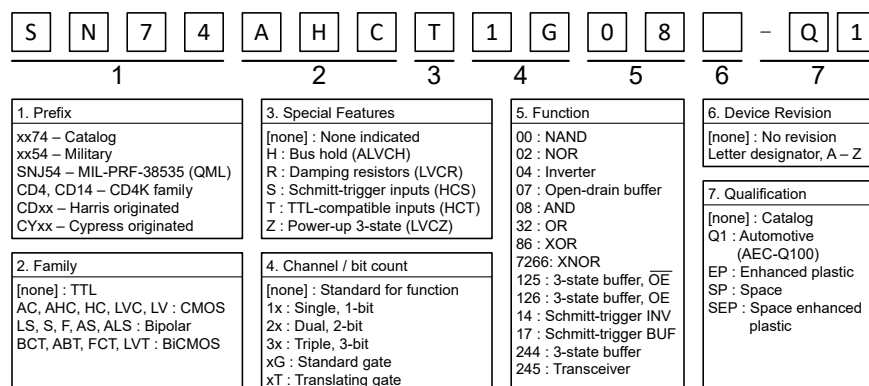 S N 7 4 A H C T 1 G 0 8 - Q 1
1 2 3 4 5 6 7
1. Prefix
xx74 – Catalog
xx54 – Military
SNJ54 – MIL-PRF-38535 (QML)
CD4, CD14 – CD4K family
CDxx – Harris originated
CYxx – Cypress originated
2. Family
[none] : TTL
AC, AHC, HC, LVC, LV : CMOS
LS, S, F, AS, ALS : Bipolar
BCT, ABT, FCT, LVT : BiCMOS
3. Special Features
[none] : None indicated
H : Bus hold (ALVCH)
R : Damping resistors (LVCR)
S : Schmitt-trigger inputs (HCS)
T : TTL-compatible inputs (HCT)
Z : Power-up 3-state (LVCZ)
4. Channel / bit count
[none] : Standard for function
1x : Single, 1-bit
2x : Dual, 2-bit
3x : Triple, 3-bit
xG : Standard gate
xT : Translating gate
5. Function
00 : NAND
02 : NOR
04 : Inverter
07 : Open-drain buffer
08 : AND
32 : OR
86 : XOR
7266: XNOR
125 : 3-state buffer, O̅E̅
126 : 3-state buffer, OE
14 : Schmitt-trigger INV
17 : Schmitt-trigger BUF
244 : 3-state buffer
245 : Transceiver
6. Device Revision
[none] : No revision
Letter designator, A – Z
7. Qualification
[none] : Catalog
Q1 : Automotive
(AEC-Q100)
EP : Enhanced plastic
SP : Space
SEP : Space enhanced
plastic